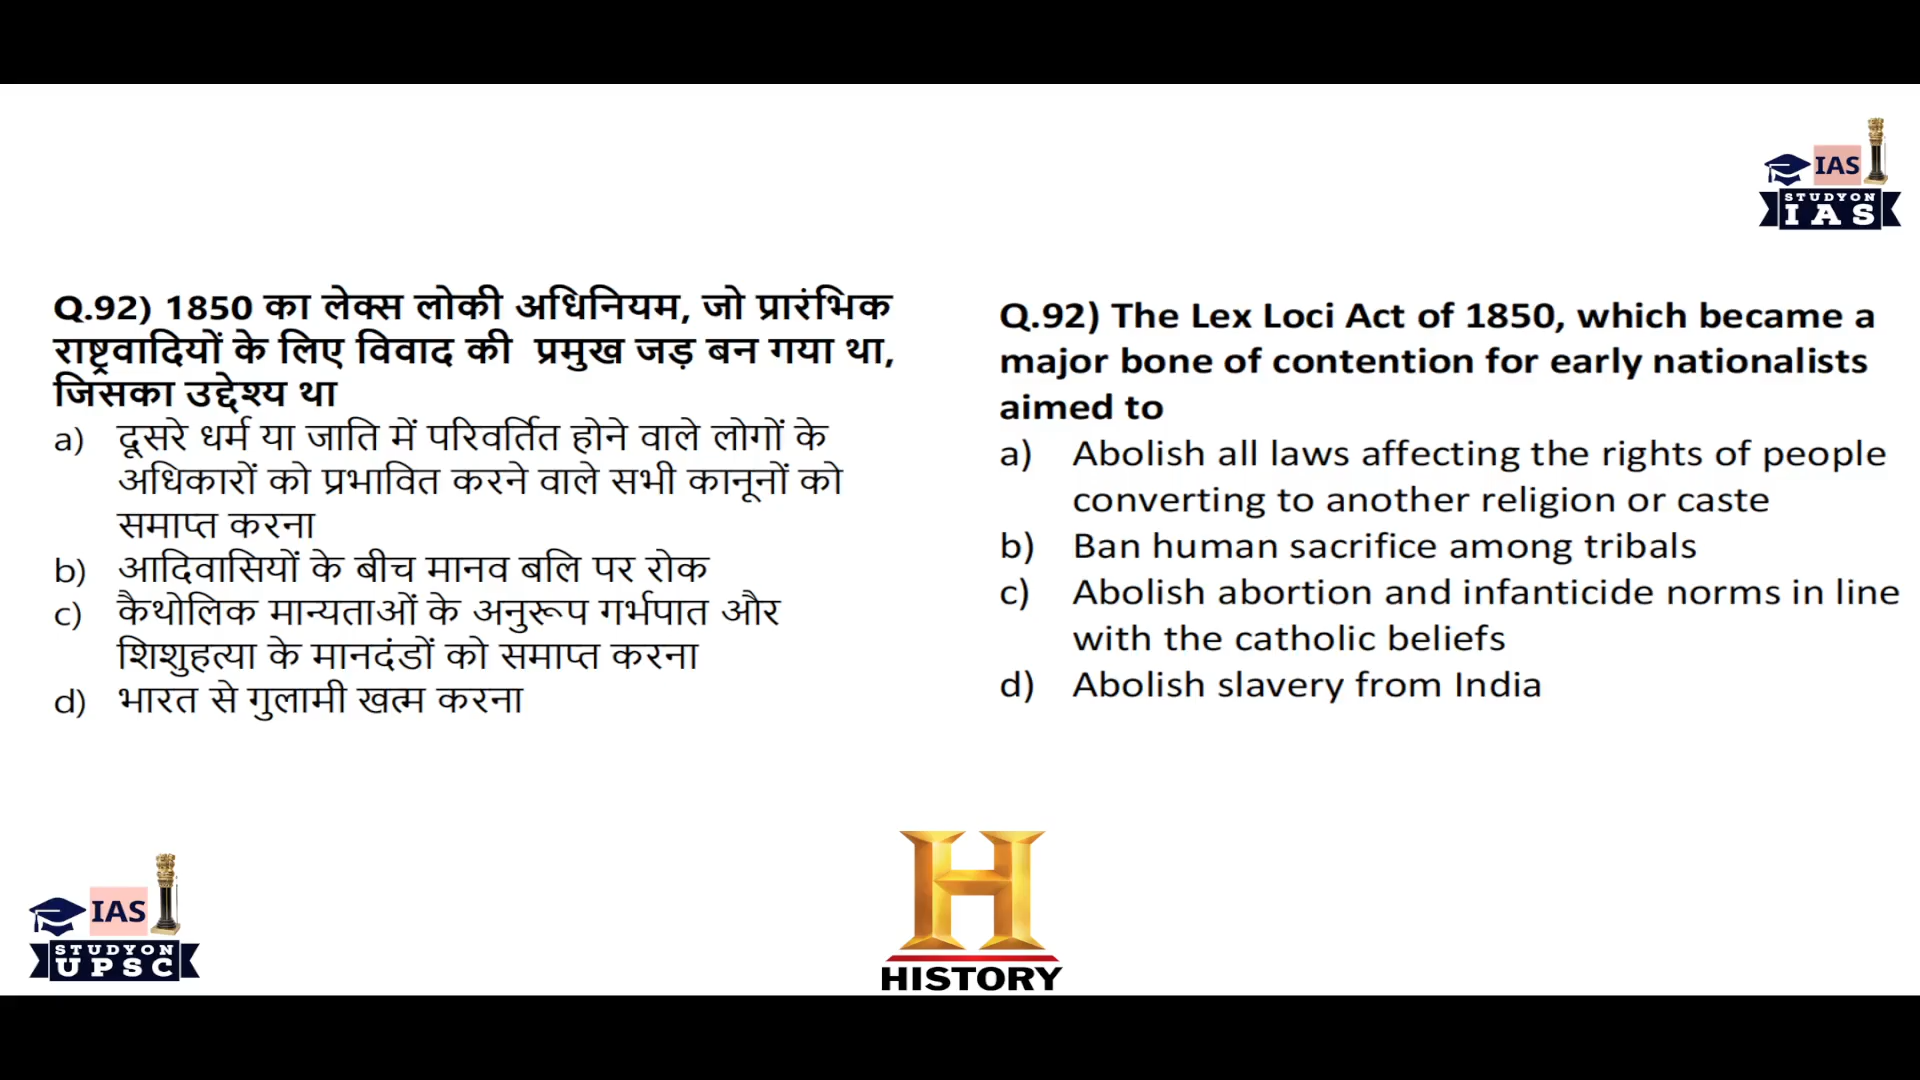 IAS
STUDYON
IAS
Q.92) 1850 का लेक्स लोकी अधिनियम, जो प्रारंभिक
राष्ट्रवादियों के लिए विवाद की प्रमुख जड़ बन गया था,
जिसका उद्देश्य था
a) दूसरे धर्म या जाति में परिवर्तित होने वाले लोगों के
अधिकारों को प्रभावित करने वाले सभी कानूनों को
समाप्त करना
b) आदिवासियों के बीच मानव बलि पर रोक
c) कैथोलिक मान्यताओं के अनुरूप गर्भपात और
शिशुहत्या के मानदंडों को समाप्त करना
d) भारत से गुलामी खत्म करना
Q.92) The Lex Loci Act of 1850, which became a
major bone of contention for early nationalists
aimed to
a) Abolish all laws affecting the rights of people
converting to another religion or caste
b) Ban human sacrifice among tribals
c) Abolish abortion and infanticide norms in line
with the catholic beliefs
d) Abolish slavery from India
IAS
STUDYON
UPSC
H
HISTORY